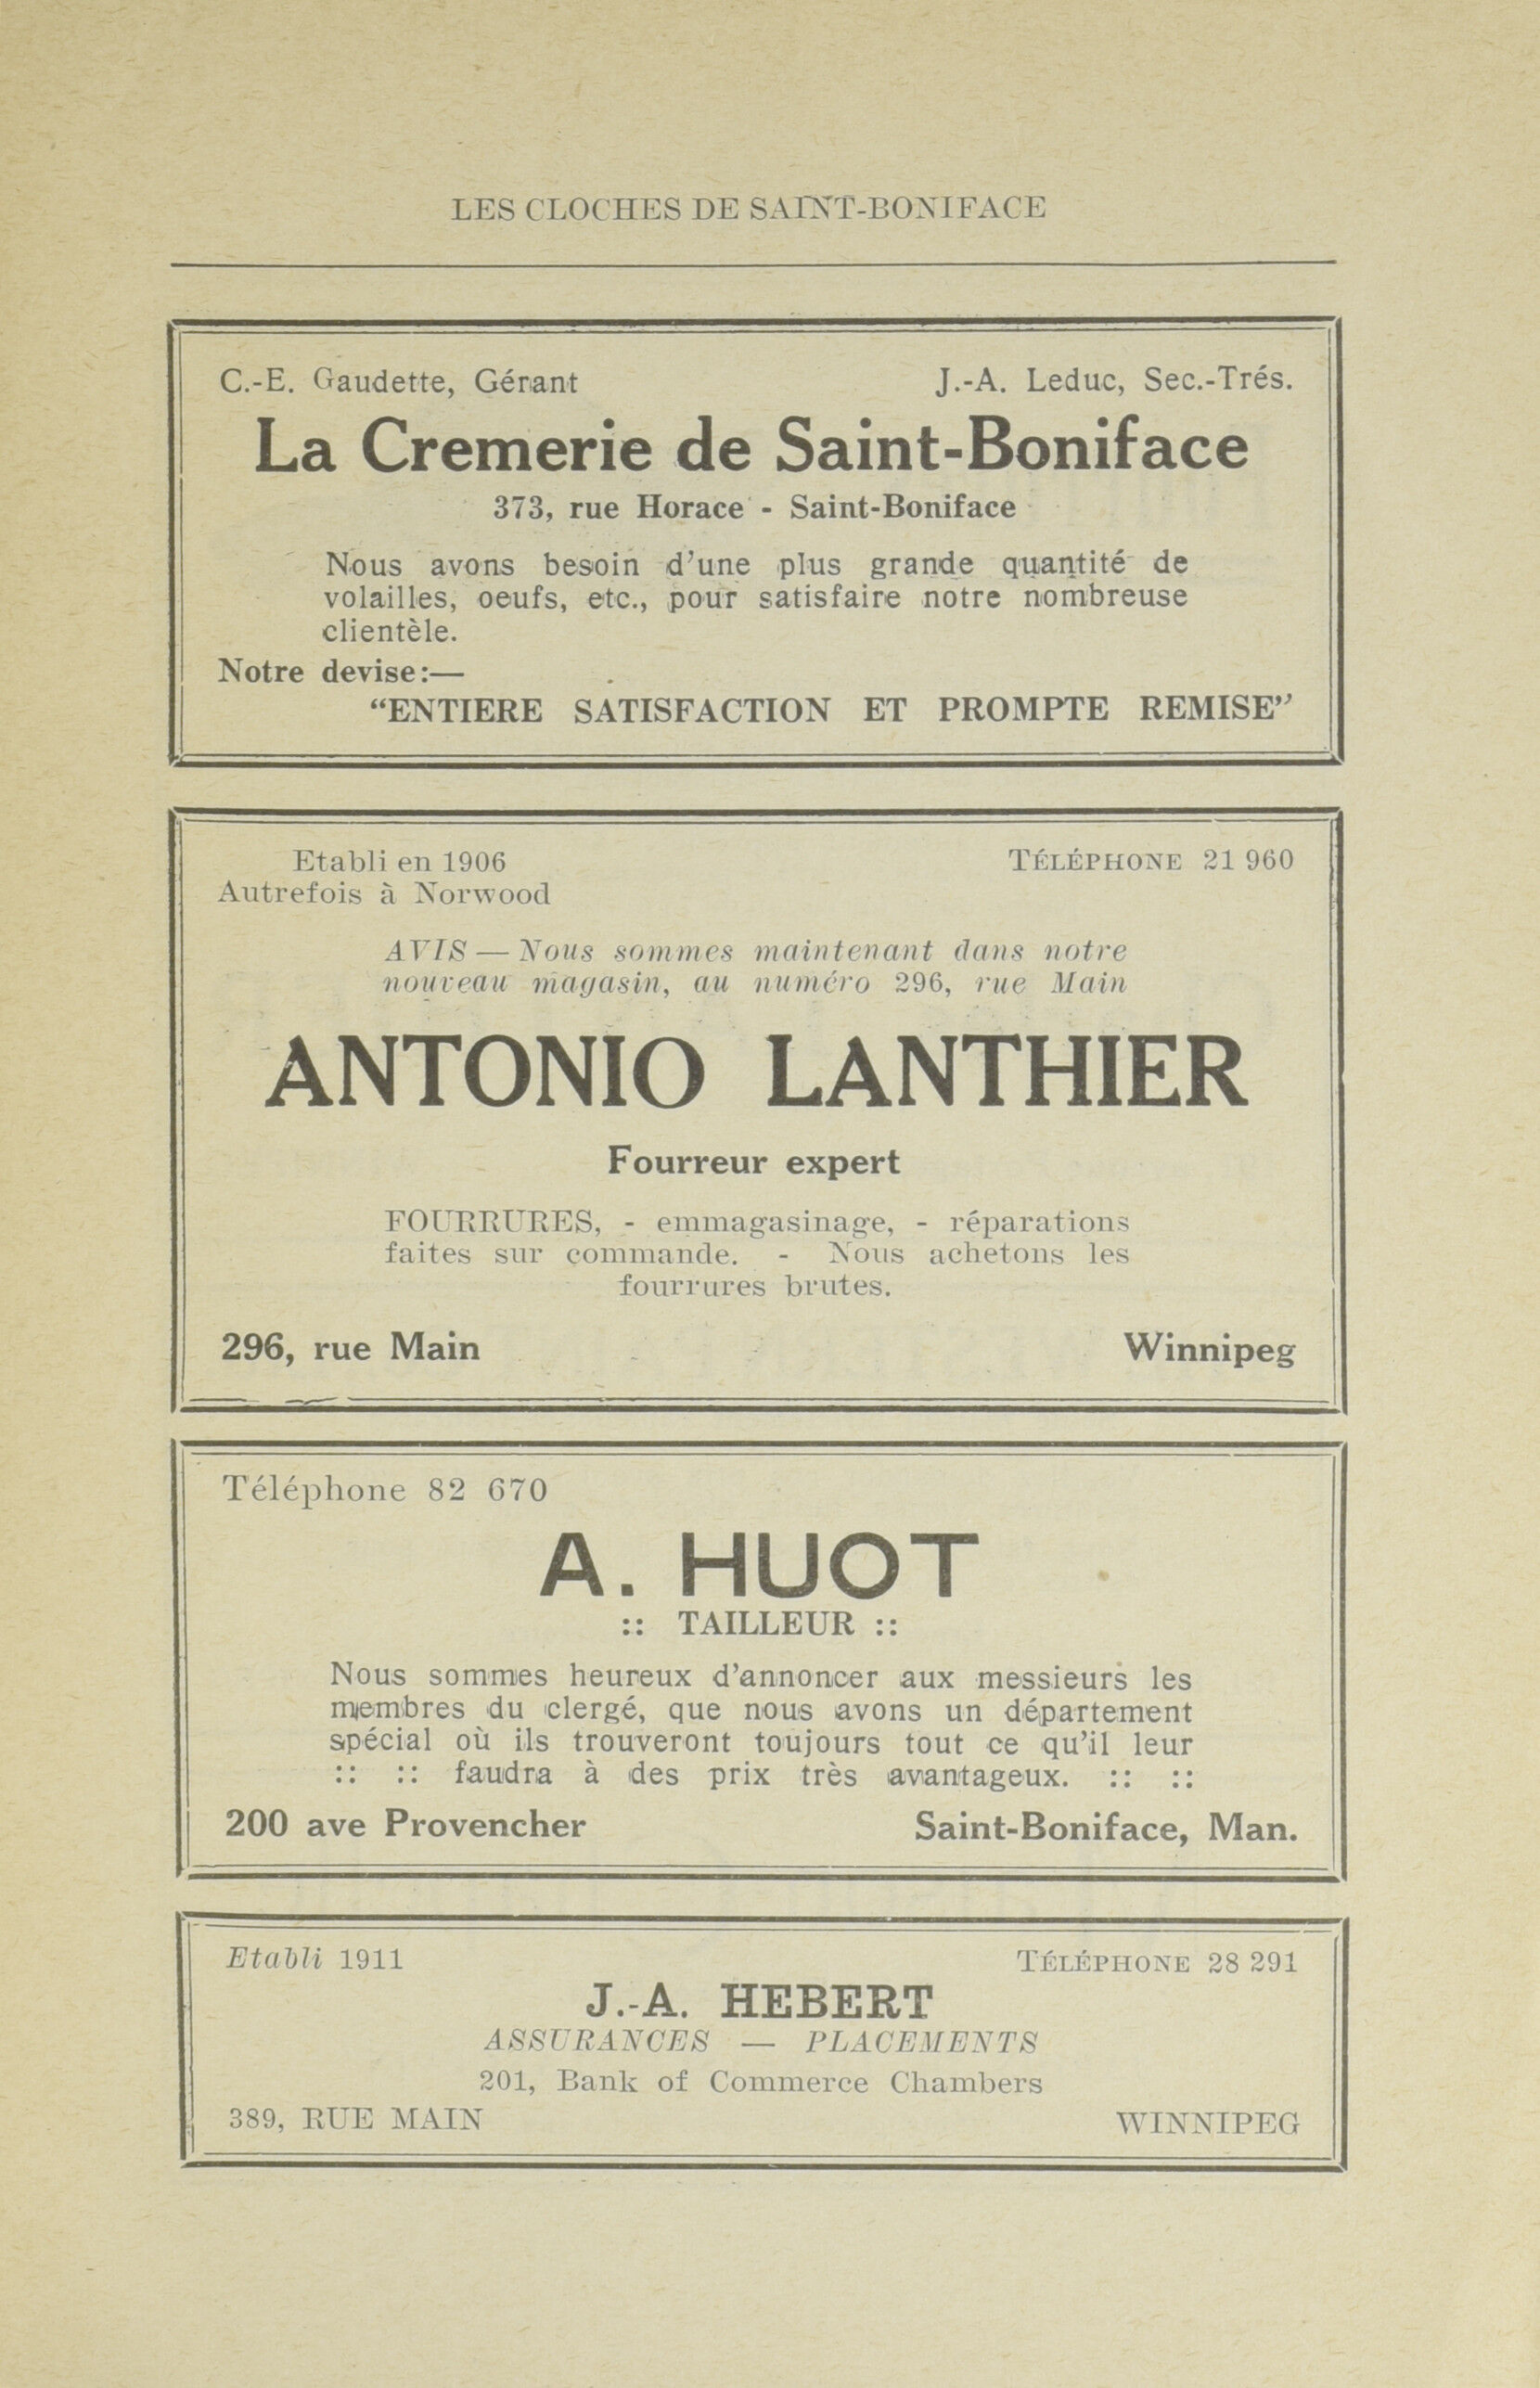 LES CLOCHES DE SAINT-BONIFACE
C.-E. Gaudette, Gérant J.-A. Leduc, Sec.-Trés.
La Cremerie de Saint-Boniface
373, rue Horace - Saint-Boniface
Nous avons besoin d'une plus grande quantité de
volailles, oeufs, etc., pour satisfaire notre nombreuse
clientèle.
Notre devise:—
“ENTIERE SATISFACTION ET PROMPTE REMISE”
Etabli en 1906 TÉLÉPHONE 21 960
Autrefois à Norwood
AVIS — Nous sommes maintenant dans notre
nouveau magasin, au numéro 296, rue Main
ANTONIO LANTHIER
Fourreur expert
FOURRURES, - emmagasinage, - réparations
faites sur commande. - Nous achetons les
fourrures brutes.
296, rue Main Winnipeg
Téléphone 82 670
A. HUOT
:: TAILLEUR ::
Nous sommes heureux d'annoncer aux messieurs les
membres du clergé, que nous avons un département
spécial où ils trouveront toujours tout ce qu'il leur
:: :: faudra à des prix très avantageux. :: ::
200 ave Provencher Saint-Boniface, Man.
Etabli 1911 TÉLÉPHONE 28 291
J.-A. HEBERT
ASSURANCES — PLACEMENTS
201, Bank of Commerce Chambers
389, RUE MAIN WINNIPEG